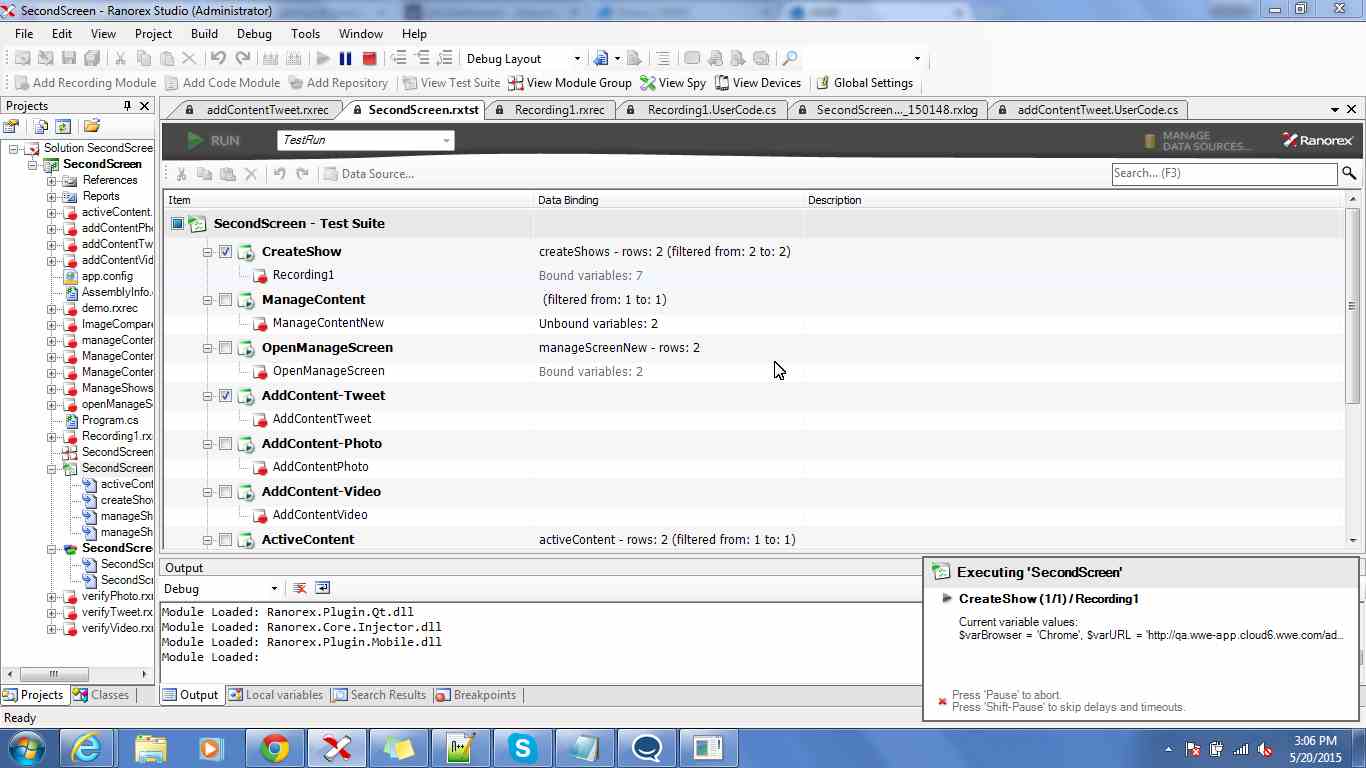 SecondScreen - Ranorex Studio (Administrator)
File Edit View Project Build Debug Tools Window Help
Debug Layout
Add Recording Module Add Code Module Add Repository View Test Suite View Module Group View Spy View Devices Global Settings
Projects
addContentTweet.rxrec SecondScreen.rxtst Recording1.rxrec Recording1.UserCode.cs SecondScreen..._150148.rxlog addContentTweet.UserCode.cs
RUN TestRun MANAGE DATA SOURCES... Ranorex
Data Source... Search... (F3)
Solution SecondScree
SecondScreen
References
Reports
activeContent.
addContentPh
addContentTw
addContentVid
app.config
AssemblyInfo.
demo.rxrec
ImageCompare
manageConter
ManageConter
ManageConter
ManageShows
openManageS
Program.cs
Recording1.rx
SecondScreen
SecondScreen
activeCont
createSho
manageSh
manageSh
SecondScre
SecondScr
SecondScr
verifyPhoto.rx
verifyTweet.rx
verifyVideo.rx
Item Data Binding Description
SecondScreen - Test Suite
CreateShow createShows - rows: 2 (filtered from: 2 to: 2)
Recording1 Bound variables: 7
ManageContent (filtered from: 1 to: 1)
ManageContentNew Unbound variables: 2
OpenManageScreen manageScreenNew - rows: 2
OpenManageScreen Bound variables: 2
AddContent-Tweet
AddContentTweet
AddContent-Photo
AddContentPhoto
AddContent-Video
AddContentVideo
ActiveContent activeContent - rows: 2 (filtered from: 1 to: 1)
Output
Debug
Module Loaded: Ranorex.Plugin.Qt.dll
Module Loaded: Ranorex.Core.Injector.dll
Module Loaded: Ranorex.Plugin.Mobile.dll
Module Loaded:
Executing 'SecondScreen'
CreateShow (1/1) / Recording1
Current variable values:
$varBrowser = 'Chrome', $varURL = 'http://qa.wwe-app.cloud6.wwe.com/ad...
Press 'Pause' to abort.
Press 'Shift-Pause' to skip delays and timeouts.
Projects Classes Output Local variables Search Results Breakpoints
Ready
3:06 PM
5/20/2015